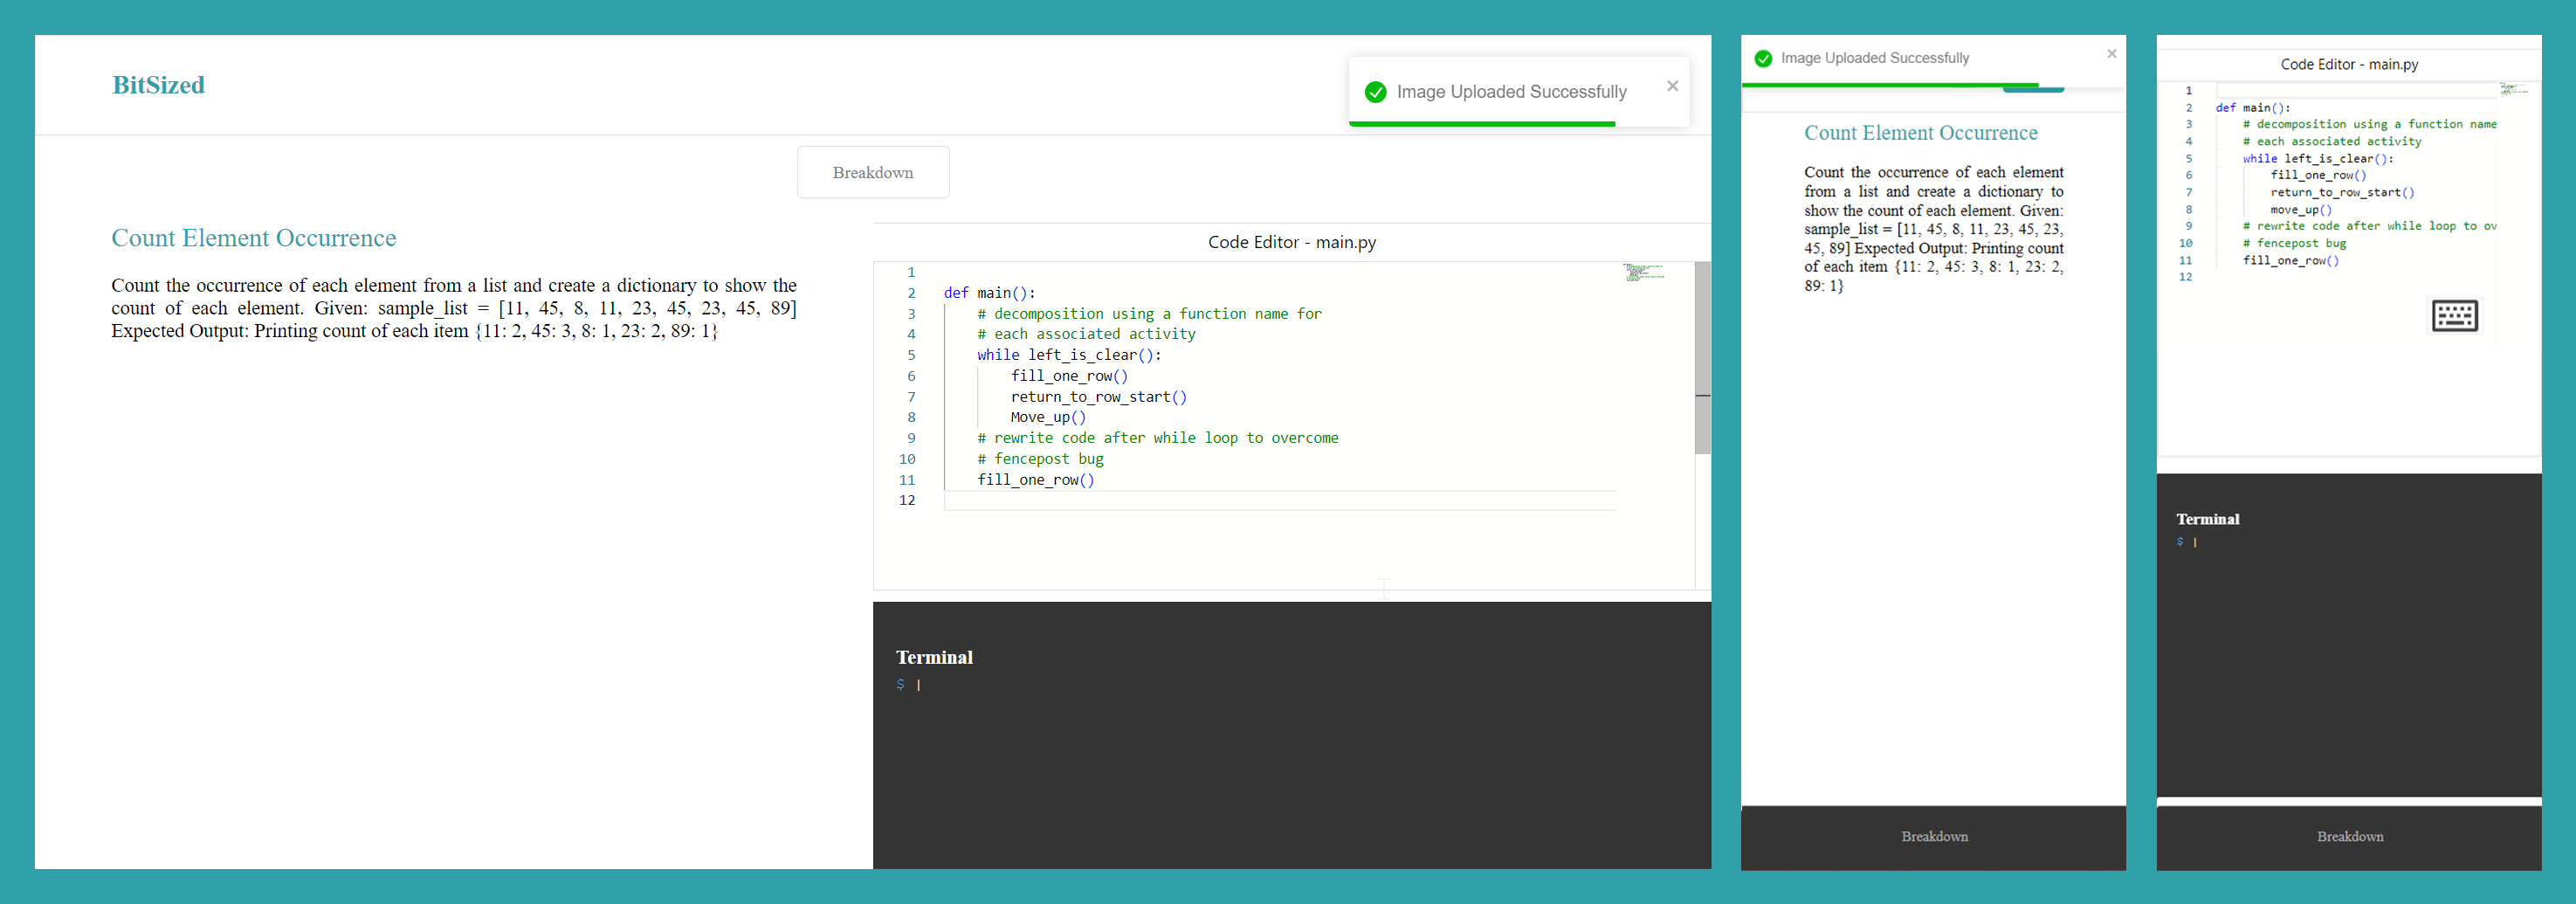 BitSized
Image Uploaded Successfully
Breakdown
Count Element Occurrence
Count the occurrence of each element from a list and create a dictionary to show the
count of each element. Given: sample_list = [11, 45, 8, 11, 23, 45, 23, 45, 89]
Expected Output: Printing count of each item {11: 2, 45: 3, 8: 1, 23: 2, 89: 1}
Code Editor - main.py
1
2 def main():
3 # decomposition using a function name for
4 # each associated activity
5 while left_is_clear():
6 fill_one_row()
7 return_to_row_start()
8 Move_up()
9 # rewrite code after while loop to overcome
10 # fencepost bug
11 fill_one_row()
12
Terminal
$ |
Image Uploaded Successfully
Count Element Occurrence
Count the occurrence of each element
from a list and create a dictionary to
show the count of each element. Given:
sample_list = [11, 45, 8, 11, 23, 45, 23,
45, 89] Expected Output: Printing count
of each item {11: 2, 45: 3, 8: 1, 23: 2,
89: 1}
Breakdown
Code Editor - main.py
1
2 def main():
3 # decomposition using a function name
4 # each associated activity
5 while left_is_clear():
6 fill_one_row()
7 return_to_row_start()
8 move_up()
9 # rewrite code after while loop to ov
10 # fencepost bug
11 fill_one_row()
12
Terminal
$ |
Breakdown